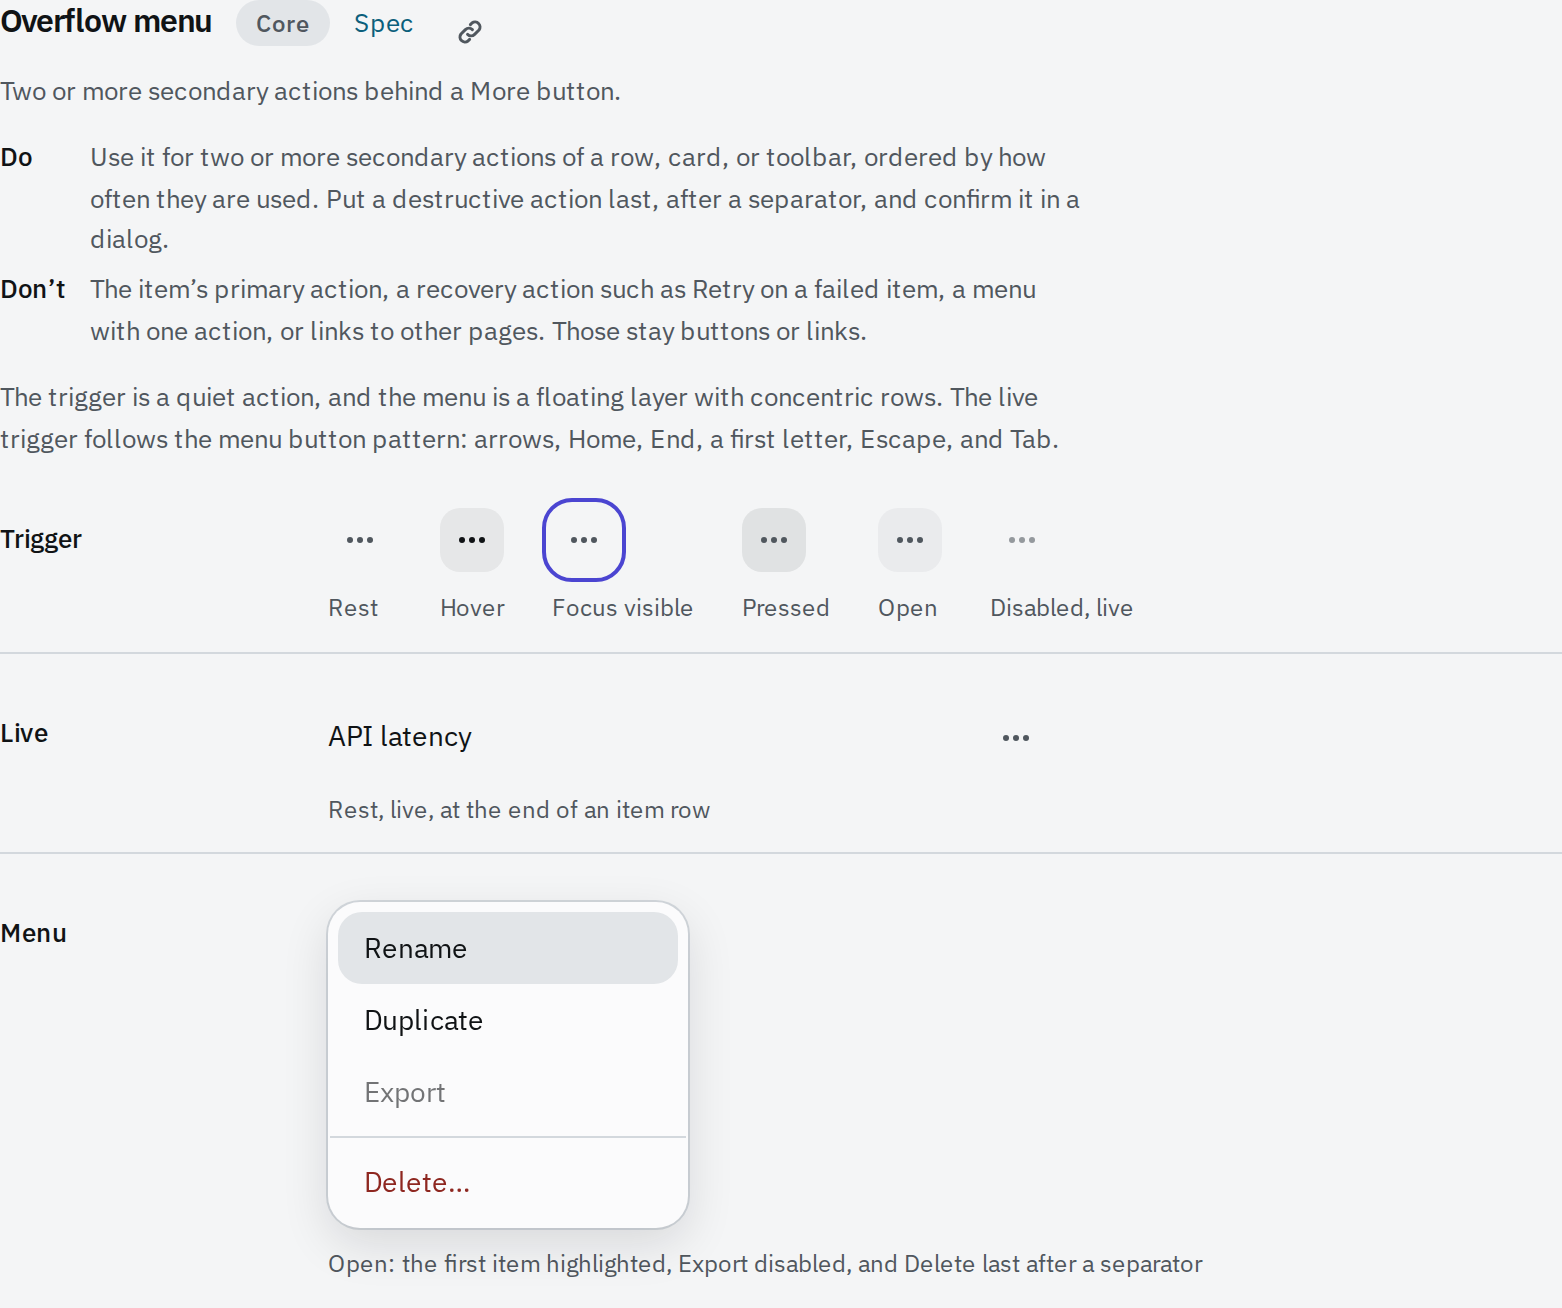 Overflow menu Core Spec
Two or more secondary actions behind a More button.
Do Use it for two or more secondary actions of a row, card, or toolbar, ordered by how
often they are used. Put a destructive action last, after a separator, and confirm it in a
dialog.
Don’t The item’s primary action, a recovery action such as Retry on a failed item, a menu
with one action, or links to other pages. Those stay buttons or links.
The trigger is a quiet action, and the menu is a floating layer with concentric rows. The live
trigger follows the menu button pattern: arrows, Home, End, a first letter, Escape, and Tab.
Trigger
Rest Hover Focus visible Pressed Open Disabled, live
Live API latency
Rest, live, at the end of an item row
Menu
Rename
Duplicate
Export
Delete…
Open: the first item highlighted, Export disabled, and Delete last after a separator